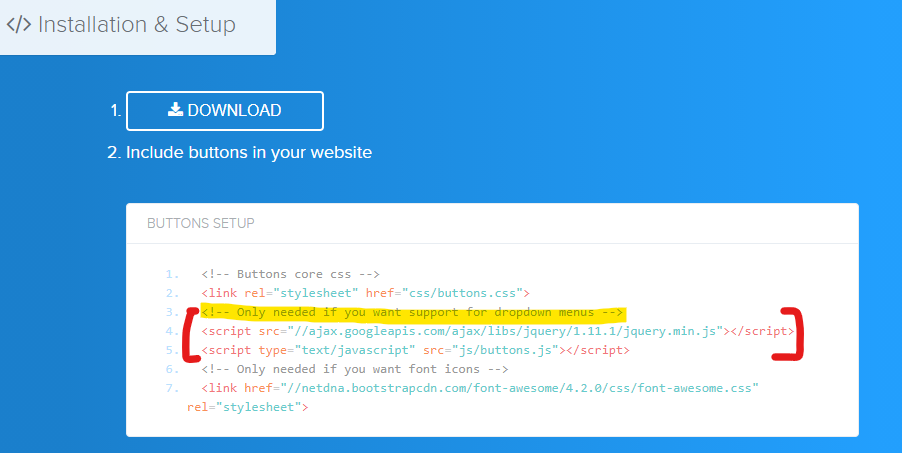 </> Installation & Setup
1. DOWNLOAD
2. Include buttons in your website
BUTTONS SETUP
1. <!-- Buttons core css -->
2. <link rel="stylesheet" href="css/buttons.css">
3. <!-- Only needed if you want support for dropdown menus -->
4. <script src="//ajax.googleapis.com/ajax/libs/jquery/1.11.1/jquery.min.js"></script>
5. <script type="text/javascript" src="js/buttons.js"></script>
6. <!-- Only needed if you want font icons -->
7. <link href="//netdna.bootstrapcdn.com/font-awesome/4.2.0/css/font-awesome.css"
rel="stylesheet">